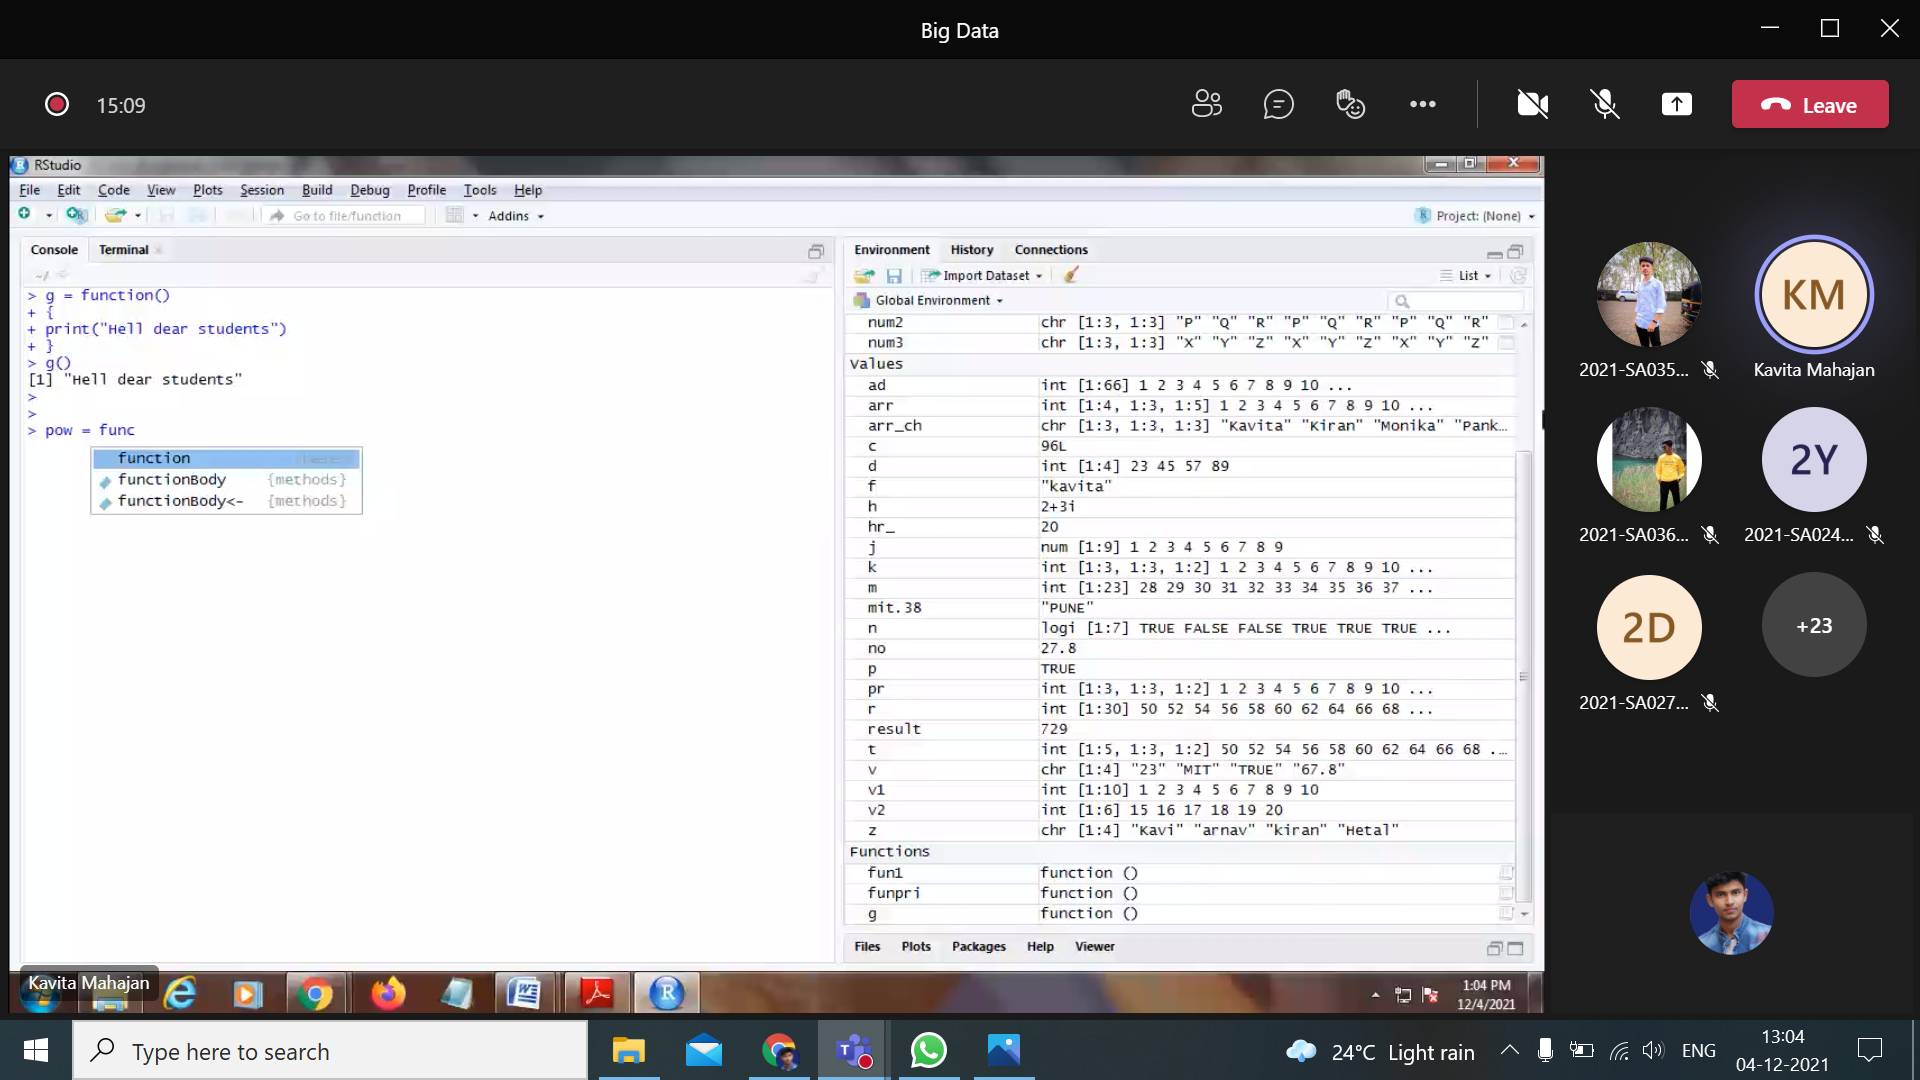 Big Data
15:09
Leave
RStudio
File Edit Code View Plots Session Build Debug Profile Tools Help
Go to file/function
Addins
Project: (None)
Console Terminal
~/
> g = function()
+ {
+ print("Hell dear students")
+ }
> g()
[1] "Hell dear students"
>
>
> pow = func
function
functionBody {methods}
functionBody<- {methods}
Environment History Connections
Import Dataset
List
Global Environment
num2 chr [1:3, 1:3] "P" "Q" "R" "P" "Q" "R" "P" "Q" "R"
num3 chr [1:3, 1:3] "X" "Y" "Z" "X" "Y" "Z" "X" "Y" "Z"
Values
ad int [1:66] 1 2 3 4 5 6 7 8 9 10 ...
arr int [1:4, 1:3, 1:5] 1 2 3 4 5 6 7 8 9 10 ...
arr_ch chr [1:3, 1:3, 1:3] "Kavita" "Kiran" "Monika" "Pank...
c 96L
d int [1:4] 23 45 57 89
f "kavita"
h 2+3i
hr_ 20
j num [1:9] 1 2 3 4 5 6 7 8 9
k int [1:3, 1:3, 1:2] 1 2 3 4 5 6 7 8 9 10 ...
m int [1:23] 28 29 30 31 32 33 34 35 36 37 ...
mit.38 "PUNE"
n logi [1:7] TRUE FALSE FALSE TRUE TRUE TRUE ...
no 27.8
p TRUE
pr int [1:3, 1:3, 1:2] 1 2 3 4 5 6 7 8 9 10 ...
r int [1:30] 50 52 54 56 58 60 62 64 66 68 ...
result 729
t int [1:5, 1:3, 1:2] 50 52 54 56 58 60 62 64 66 68 ...
v chr [1:4] "23" "MIT" "TRUE" "67.8"
v1 int [1:10] 1 2 3 4 5 6 7 8 9 10
v2 int [1:6] 15 16 17 18 19 20
z chr [1:4] "Kavi" "arnav" "kiran" "Hetal"
Functions
fun1 function ()
funpri function ()
g function ()
Files Plots Packages Help Viewer
Kavita Mahajan
1:04 PM
12/4/2021
KM
2021-SA035... Kavita Mahajan
2Y
2021-SA036... 2021-SA024...
2D
+23
2021-SA027...
Type here to search
24°C Light rain
ENG
13:04
04-12-2021